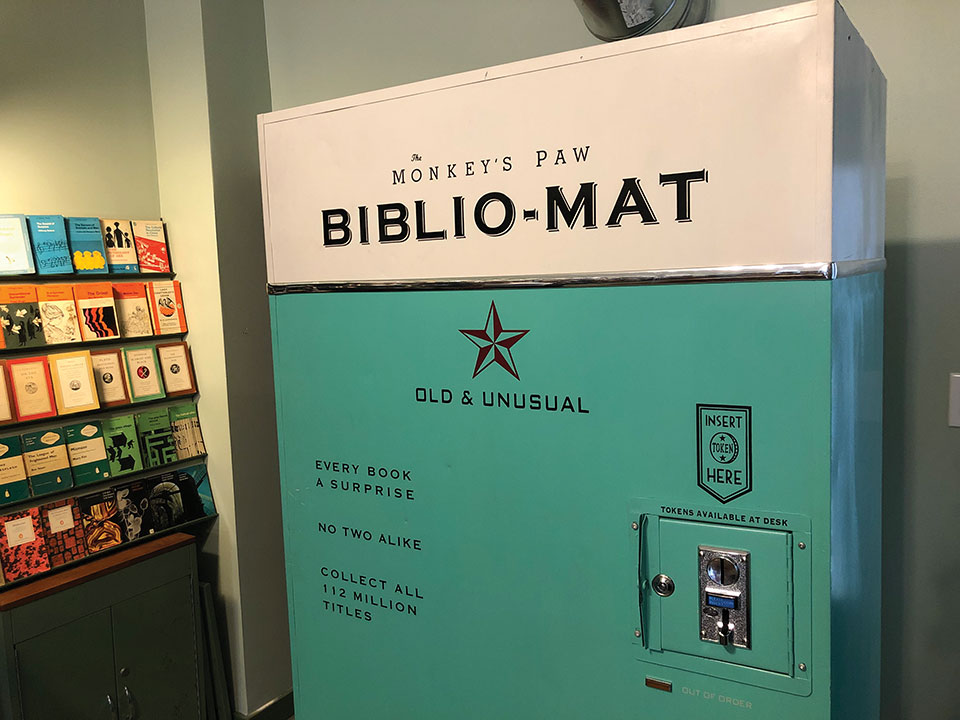 The
MONKEY'S PAW
BIBLIO-MAT
OLD & UNUSUAL
EVERY BOOK
A SURPRISE
NO TWO ALIKE
COLLECT ALL
112 MILLION
TITLES
INSERT
TOKEN
HERE
TOKENS AVAILABLE AT DESK
OUT OF ORDER